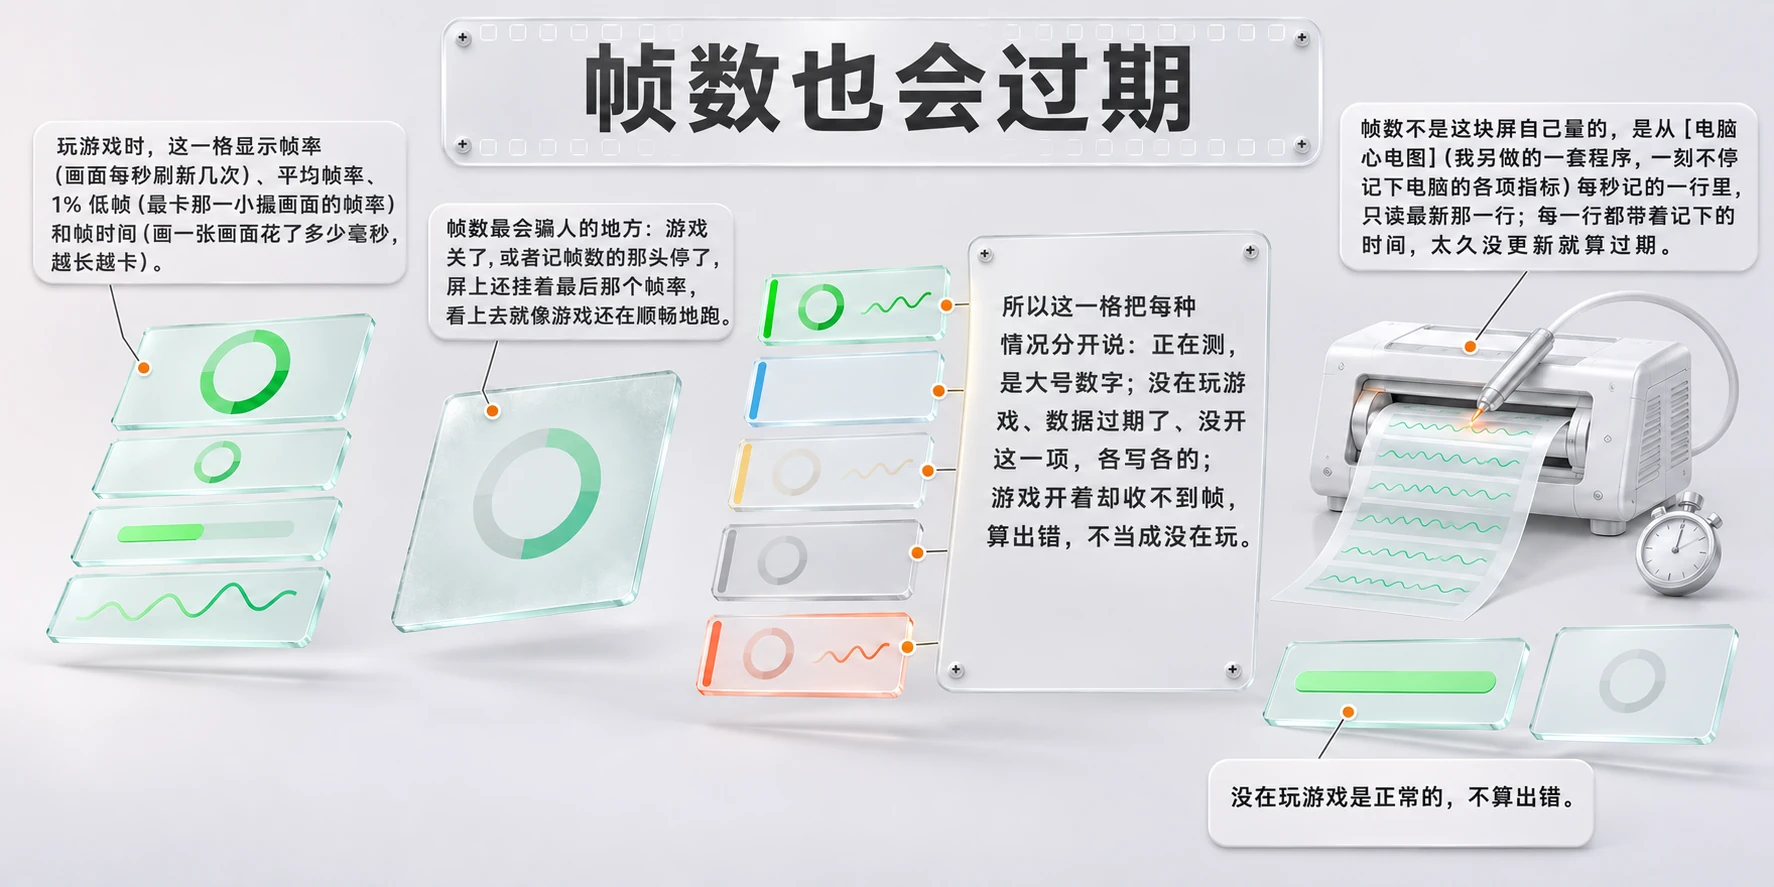 帧数也会过期
玩游戏时，这一格显示帧率
（画面每秒刷新几次）、平均帧率、
1% 低帧（最卡那一小撮画面的帧率）
和帧时间（画一张画面花了多少毫秒，
越长越卡）。
帧数最会骗人的地方：游戏
关了，或者记帧数的那头停了，
屏上还挂着最后那个帧率，
看上去就像游戏还在顺畅地跑。
所以这一格把每种
情况分开说：正在测，
是大号数字；没在玩游
戏、数据过期了、没开
这一项，各写各的；
游戏开着却收不到帧，
算出错，不当成没在玩。
帧数不是这块屏自己量的，是从［电脑
心电图］（我另做的一套程序，一刻不停
记下电脑的各项指标）每秒记的一行里，
只读最新那一行；每一行都带着记下的
时间，太久没更新就算过期。
没在玩游戏是正常的，不算出错。